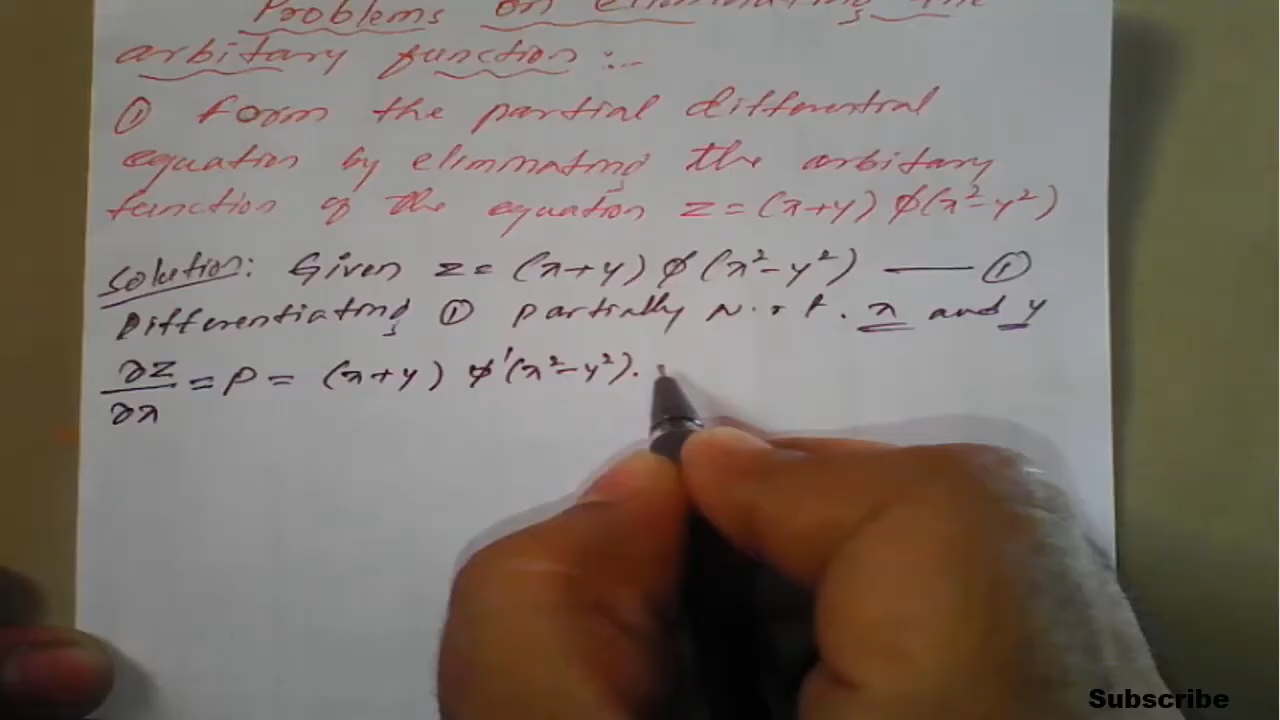 Problems on eliminating the
arbitary function :-
① Form the partial differential
equation by eliminating the arbitary
function of the equation z = (x+y) ϕ(x²-y²)
Solution: Given z = (x+y) ϕ (x²-y²) —— ①
Differentiating ① partially w.r.t. x and y
∂z/∂x = p = (x+y) ϕ'(x²-y²).
Subscribe